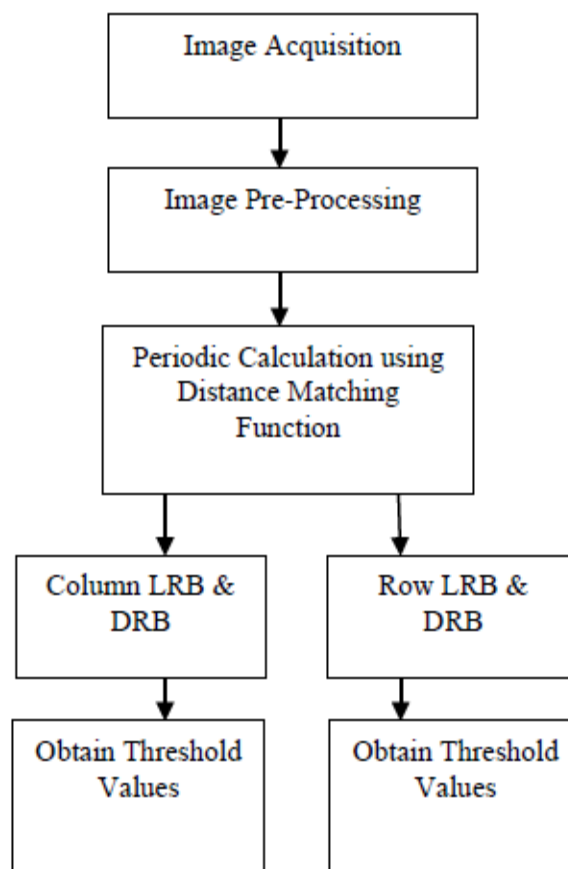 Image Acquisition
Image Pre-Processing
Periodic Calculation using
Distance Matching
Function
Column LRB &
DRB
Row LRB &
DRB
Obtain Threshold
Values
Obtain Threshold
Values